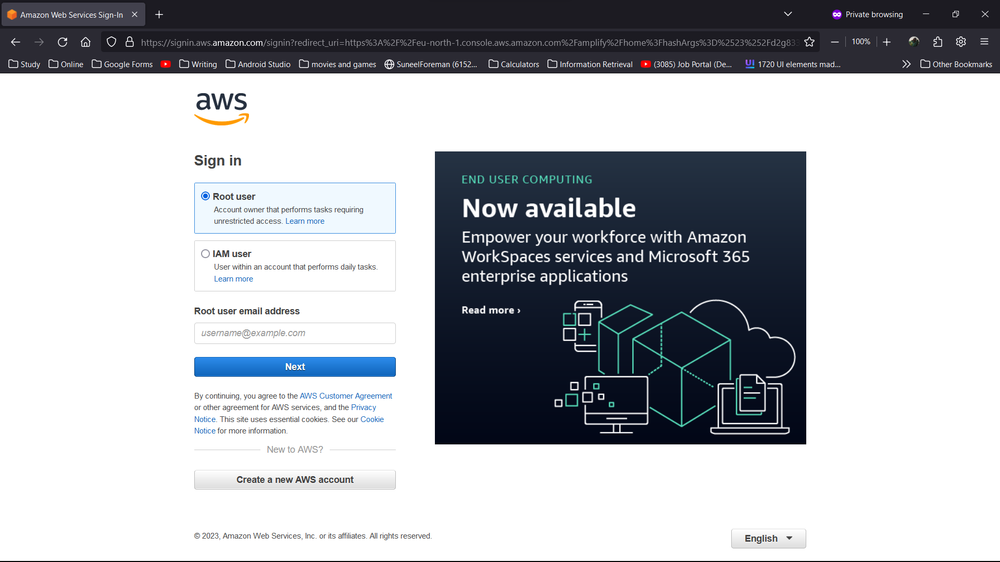 Amazon Web Services Sign-In
Private browsing
https://signin.aws.amazon.com/signin?redirect_uri=https%3A%2F%2Feu-north-1.console.aws.amazon.com%2Famplify%2Fhome%3FhashArgs%3D%2523%252Fd2g833
100%
Study
Online
Google Forms
Writing
Android Studio
movies and games
SuneelForeman (6152...
Calculators
Information Retrieval
(3085) Job Portal (De...
UI
1720 UI elements mad...
Other Bookmarks
aws
Sign in
Root user
Account owner that performs tasks requiring
unrestricted access. Learn more
IAM user
User within an account that performs daily tasks.
Learn more
Root user email address
username@example.com
Next
By continuing, you agree to the AWS Customer Agreement
or other agreement for AWS services, and the Privacy
Notice. This site uses essential cookies. See our Cookie
Notice for more information.
New to AWS?
Create a new AWS account
END USER COMPUTING
Now available
Empower your workforce with Amazon
WorkSpaces services and Microsoft 365
enterprise applications
Read more ›
© 2023, Amazon Web Services, Inc. or its affiliates. All rights reserved.
English